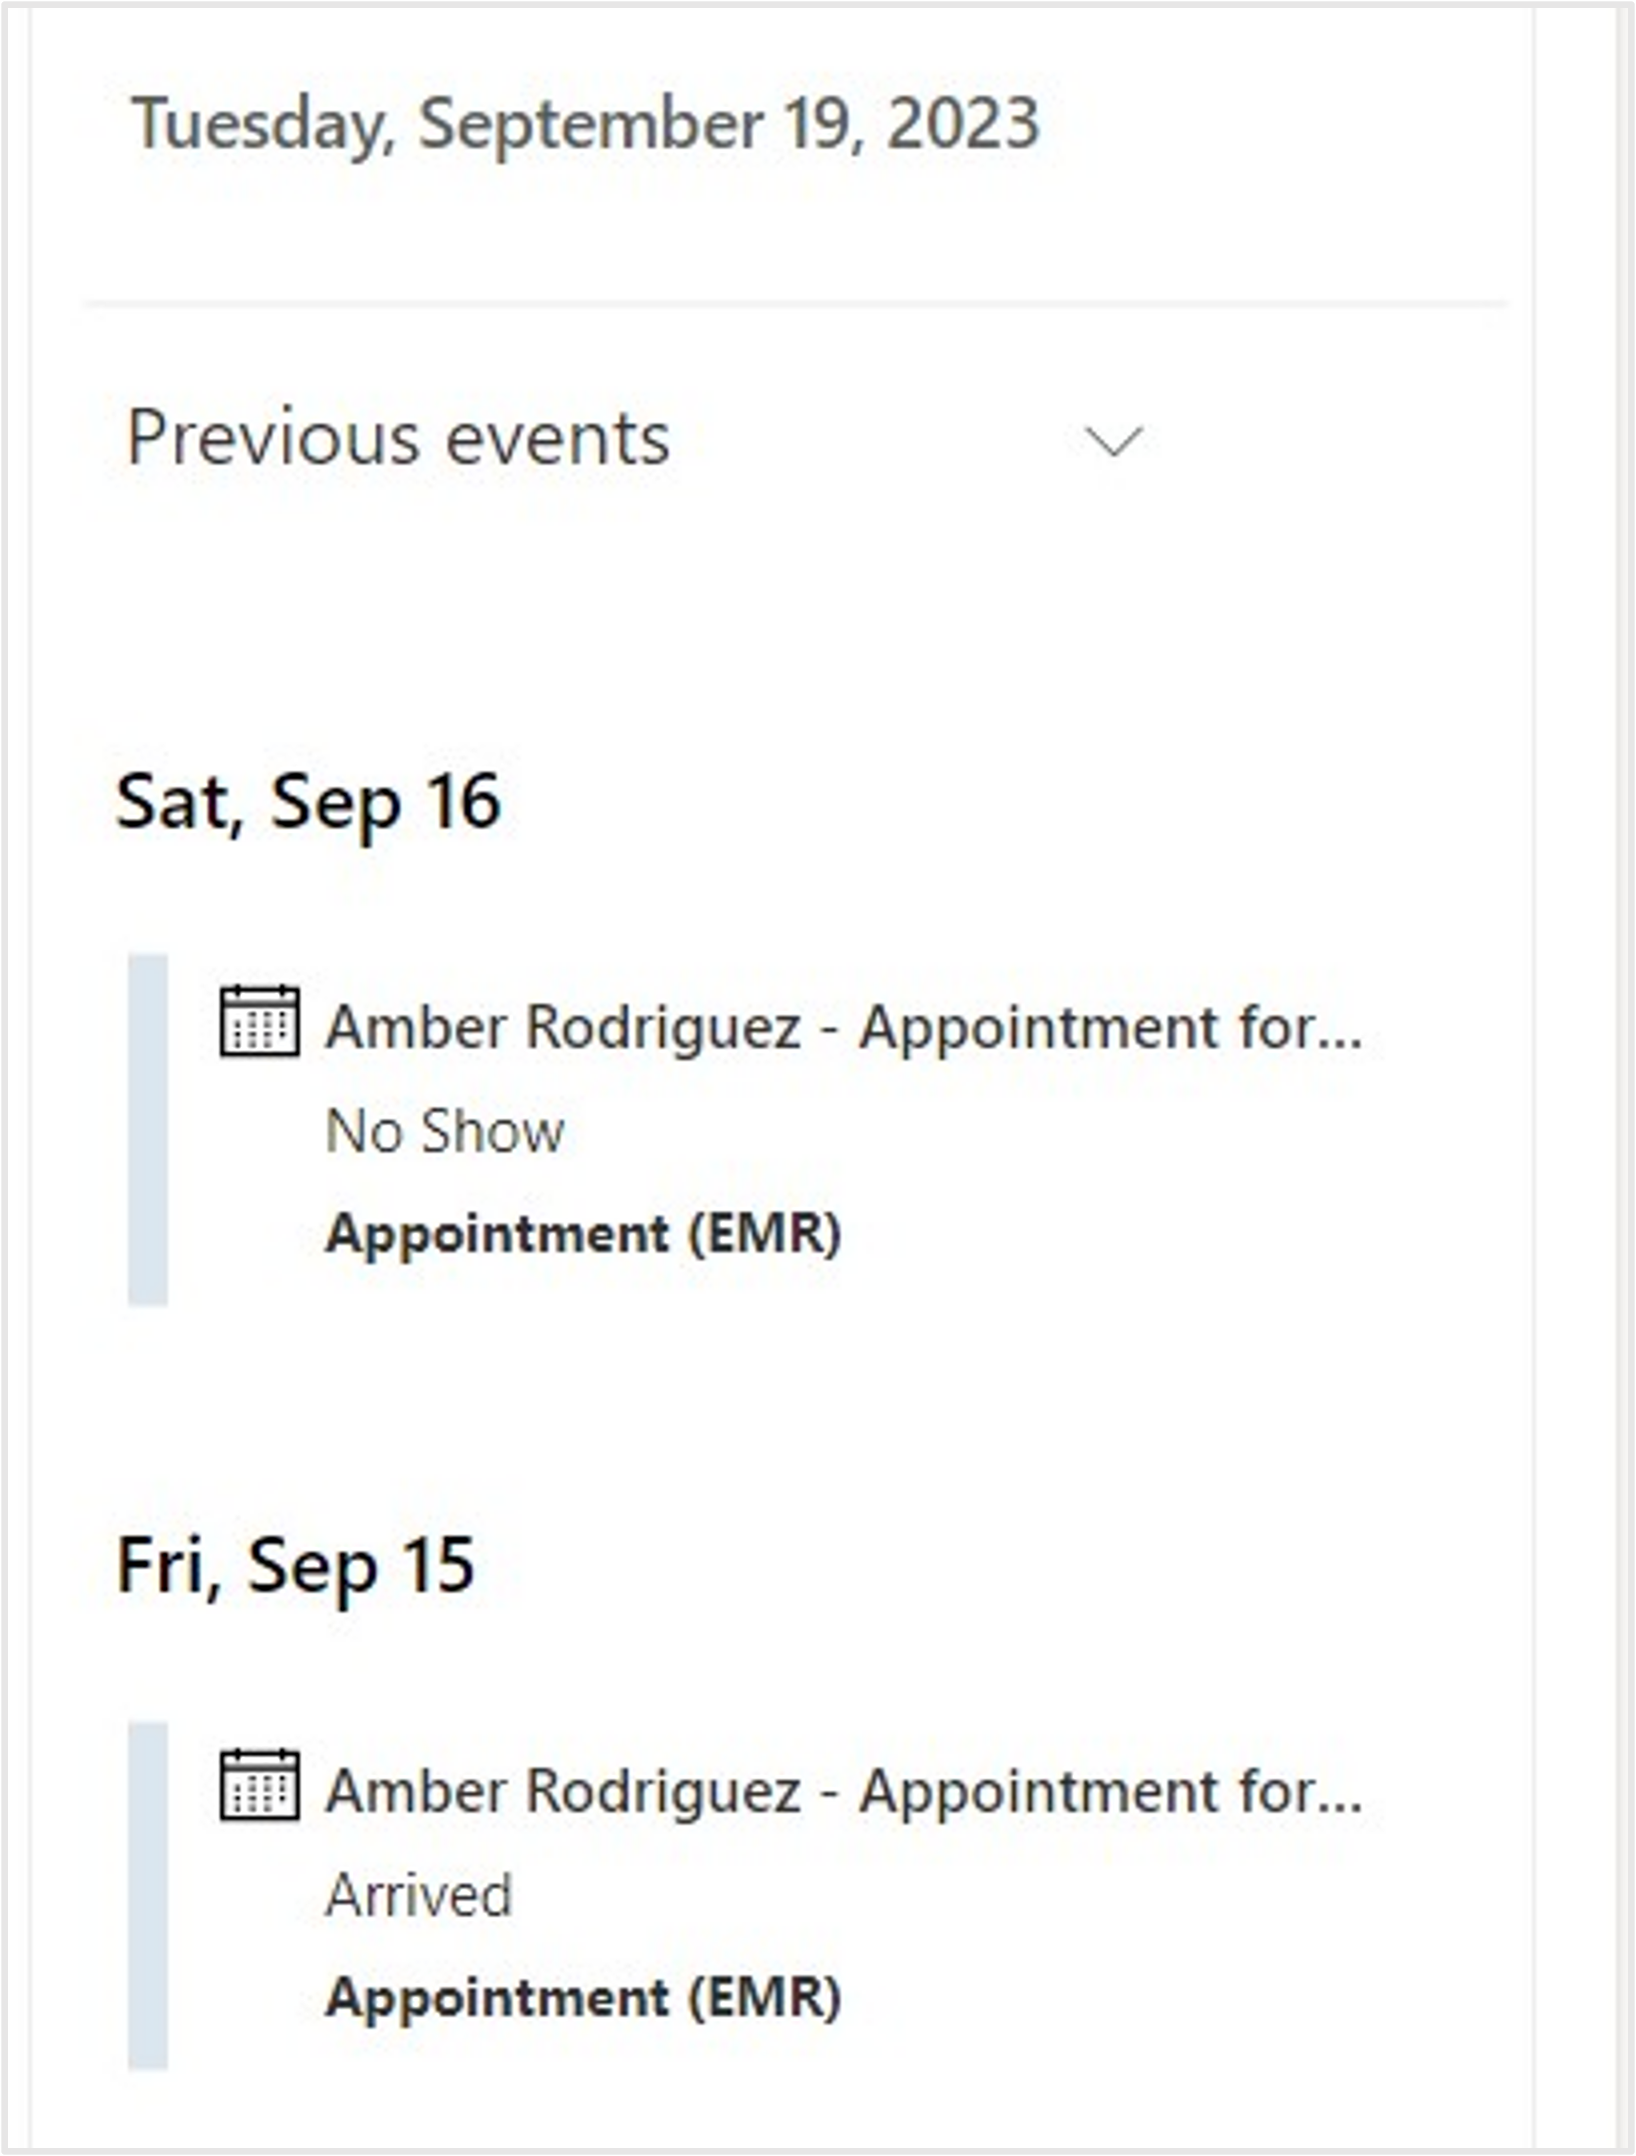 Tuesday, September 19, 2023
Previous events
Sat, Sep 16
Amber Rodriguez - Appointment for...
No Show
Appointment (EMR)
Fri, Sep 15
Amber Rodriguez - Appointment for...
Arrived
Appointment (EMR)